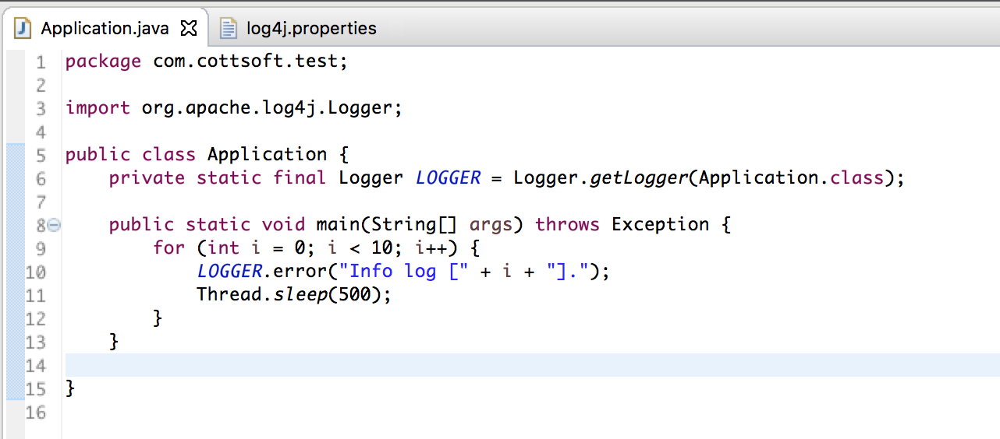 Application.java log4j.properties
1 package com.cottsoft.test;
2
3 import org.apache.log4j.Logger;
4
5 public class Application {
6     private static final Logger LOGGER = Logger.getLogger(Application.class);
7
8     public static void main(String[] args) throws Exception {
9         for (int i = 0; i < 10; i++) {
10             LOGGER.error("Info log [" + i + "].");
11             Thread.sleep(500);
12         }
13     }
14
15 }
16